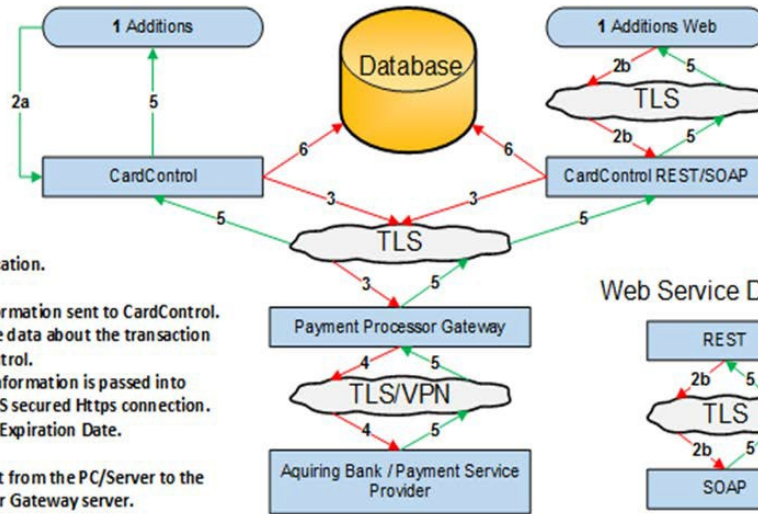 1 Additions
1 Additions Web
Database
2a
5
2b
5
TLS
2b
5
6
6
CardControl
CardControl REST/SOAP
3
3
5
5
TLS
3
5
ation.
ormation sent to CardControl.
e data about the transaction
trol.
nformation is passed into
S secured Https connection.
Expiration Date.
t from the PC/Server to the
r Gateway server.
Payment Processor Gateway
4
5
TLS/VPN
4
5
Aquiring Bank / Payment Service
Provider
Web Service D
REST
2b
5
TLS
2b
5
SOAP